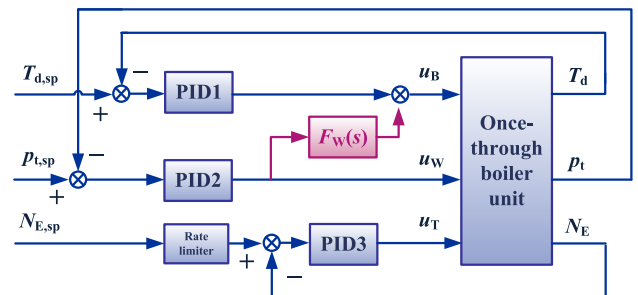 T_d,sp − + PID1 u_B T_d
F_W(s)
p_t,sp − + PID2 u_W p_t
N_E,sp Rate limiter + − PID3 u_T N_E
Once-
through
boiler
unit